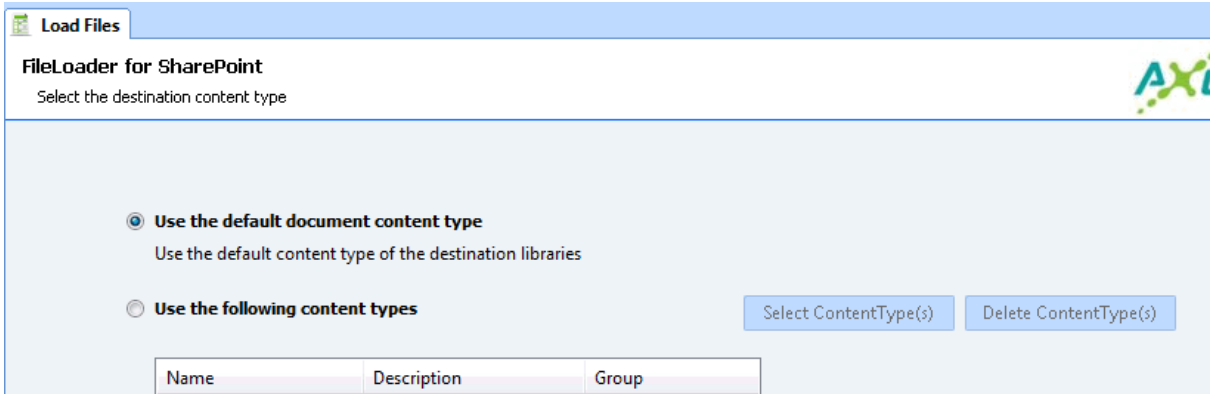 Load Files
FileLoader for SharePoint
Select the destination content type
Use the default document content type
Use the default content type of the destination libraries
Use the following content types
Select ContentType(s) Delete ContentType(s)
Name Description Group